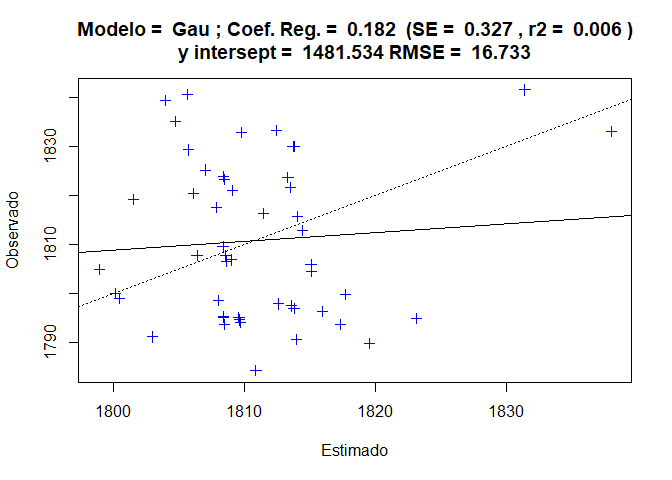 Modelo = Gau ; Coef. Reg. = 0.182 (SE = 0.327 , r2 = 0.006 )
y intersept = 1481.534 RMSE = 16.733
Observado
1830
1810
1790
1800 1810 1820 1830
Estimado